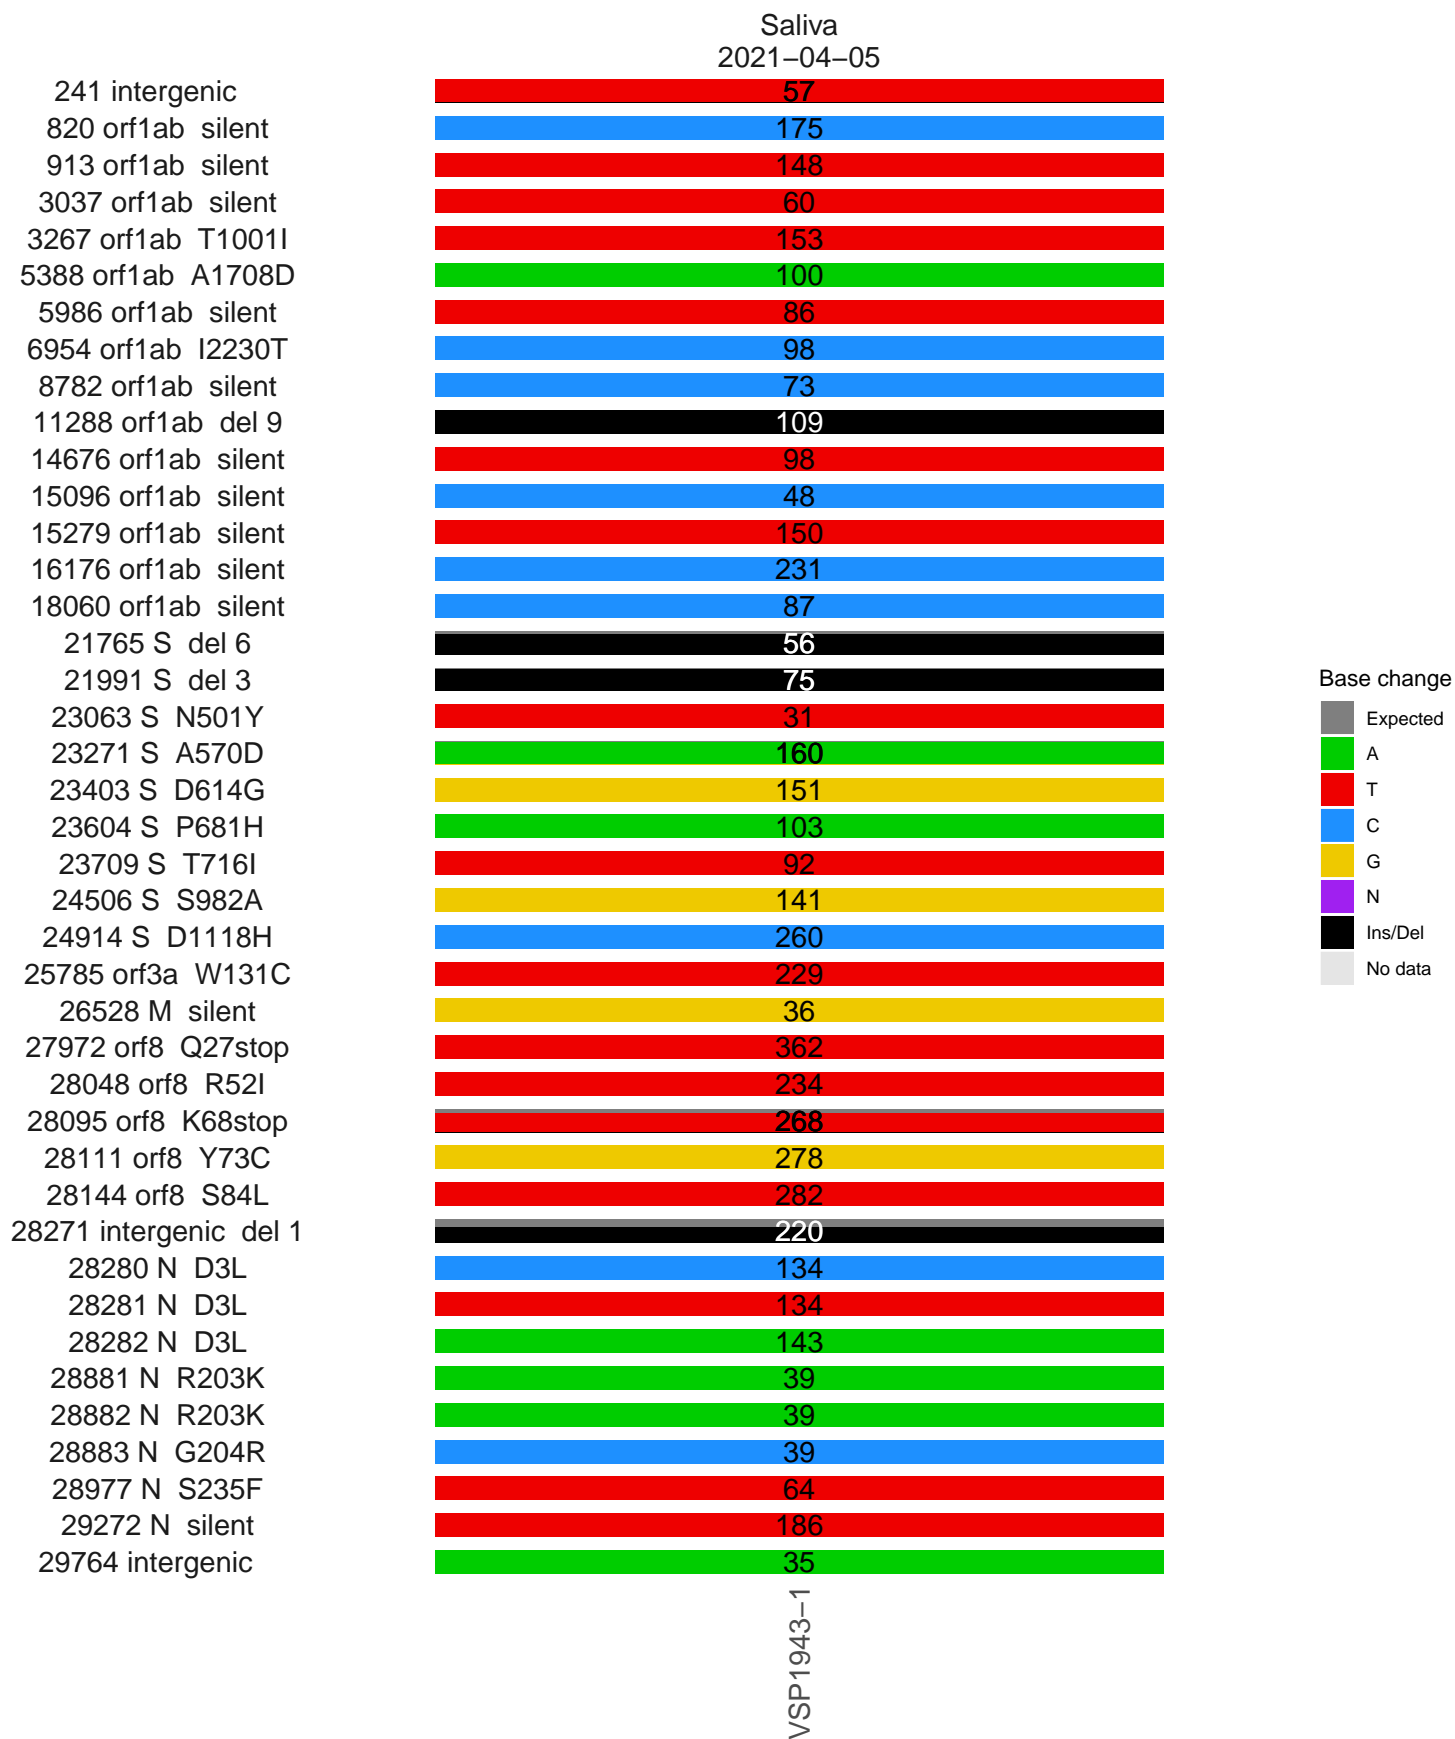 Saliva
2021−04−05
241 intergenic 57
820 orf1ab silent 175
913 orf1ab silent 148
3037 orf1ab silent 60
3267 orf1ab T1001I 153
5388 orf1ab A1708D 100
5986 orf1ab silent 86
6954 orf1ab I2230T 98
8782 orf1ab silent 73
11288 orf1ab del 9 109
14676 orf1ab silent 98
15096 orf1ab silent 48
15279 orf1ab silent 150
16176 orf1ab silent 231
18060 orf1ab silent 87
21765 S del 6 56
21991 S del 3 75
23063 S N501Y 31
23271 S A570D 160
23403 S D614G 151
23604 S P681H 103
23709 S T716I 92
24506 S S982A 141
24914 S D1118H 260
25785 orf3a W131C 229
26528 M silent 36
27972 orf8 Q27stop 362
28048 orf8 R52I 234
28095 orf8 K68stop 268
28111 orf8 Y73C 278
28144 orf8 S84L 282
28271 intergenic del 1 220
28280 N D3L 134
28281 N D3L 134
28282 N D3L 143
28881 N R203K 39
28882 N R203K 39
28883 N G204R 39
28977 N S235F 64
29272 N silent 186
29764 intergenic 35
VSP1943−1
Base change
Expected
A
T
C
G
N
Ins/Del
No data